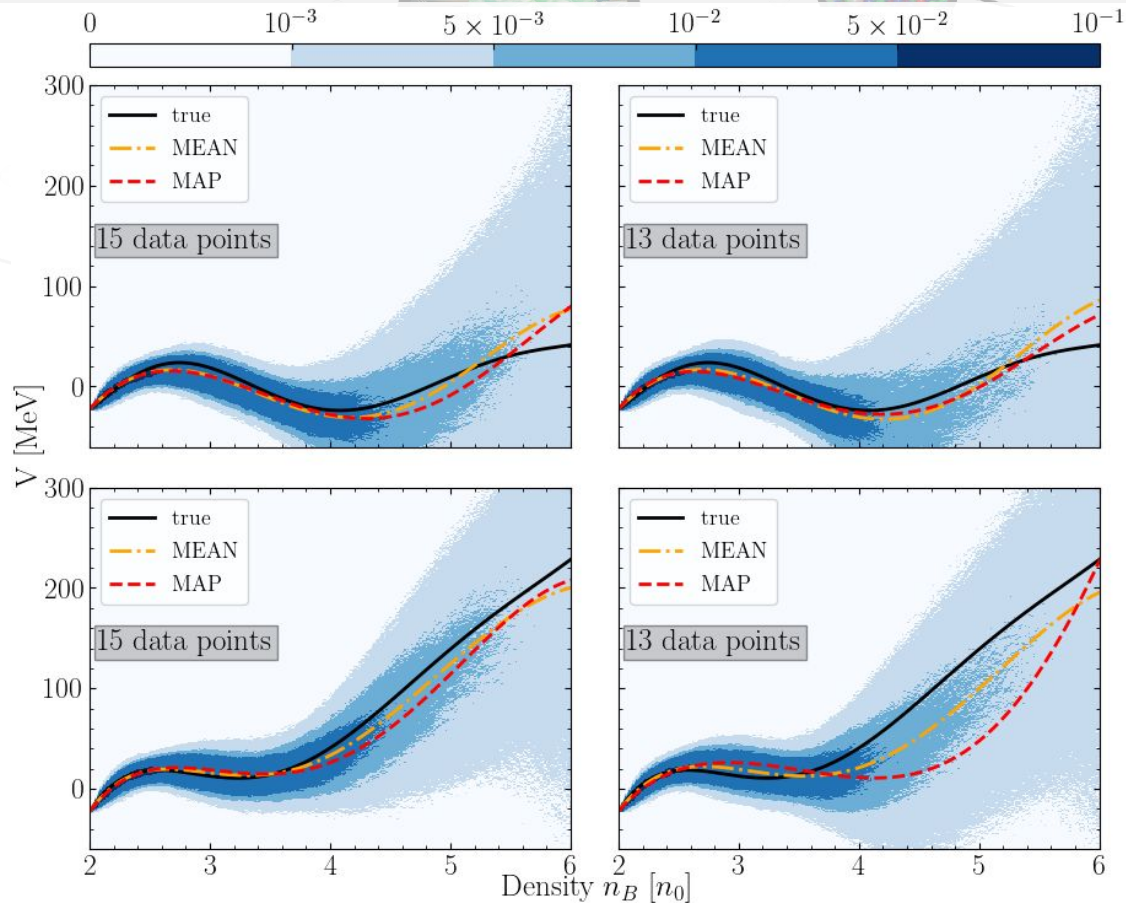 0 10⁻³ 5 × 10⁻³ 10⁻² 5 × 10⁻² 10⁻¹
300
200
100
0
true
MEAN
MAP
15 data points
true
MEAN
MAP
13 data points
V [MeV]
300
200
100
0
true
MEAN
MAP
15 data points
true
MEAN
MAP
13 data points
2 3 4 5 6 2 3 4 5 6
Density n_B [n_0]